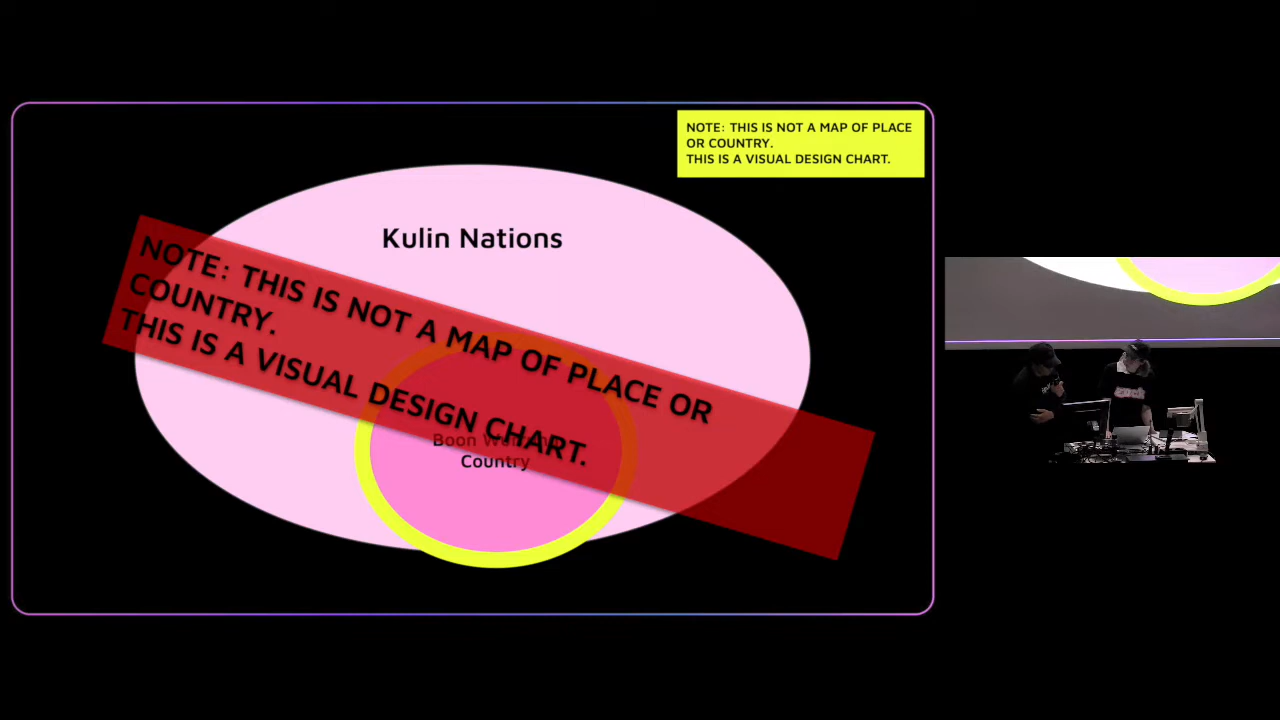 NOTE: THIS IS NOT A MAP OF PLACE
OR COUNTRY.
THIS IS A VISUAL DESIGN CHART.
Kulin Nations
NOTE: THIS IS NOT A MAP OF PLACE OR
COUNTRY.
THIS IS A VISUAL DESIGN CHART.
Boon
Country